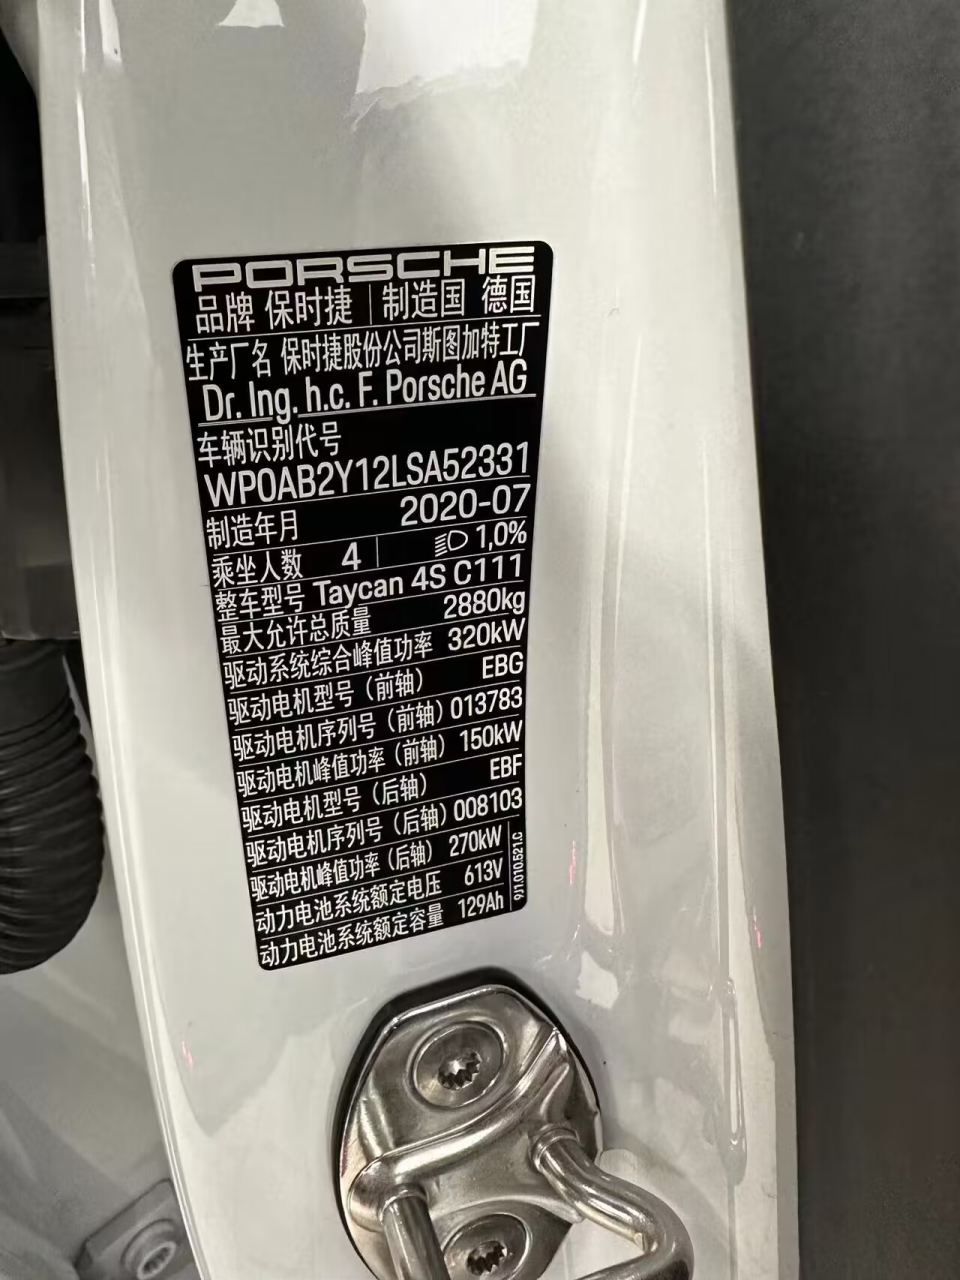 PORSCHE
品牌 保时捷 制造国 德国
生产厂名 保时捷股份公司斯图加特工厂
Dr. Ing. h.c. F. Porsche AG
车辆识别代号
WP0AB2Y12LSA52331
制造年月 2020-07
乘坐人数 4 1,0%
整车型号 Taycan 4S C111
最大允许总质量 2880kg
驱动系统综合峰值功率 320kW
驱动电机型号（前轴） EBG
驱动电机序列号（前轴） 013783
驱动电机峰值功率（前轴） 150kW
驱动电机型号（后轴） EBF
驱动电机序列号（后轴） 008103
驱动电机峰值功率（后轴） 270kW
动力电池系统额定电压 613V
动力电池系统额定容量 129Ah
9J1.010.521.C